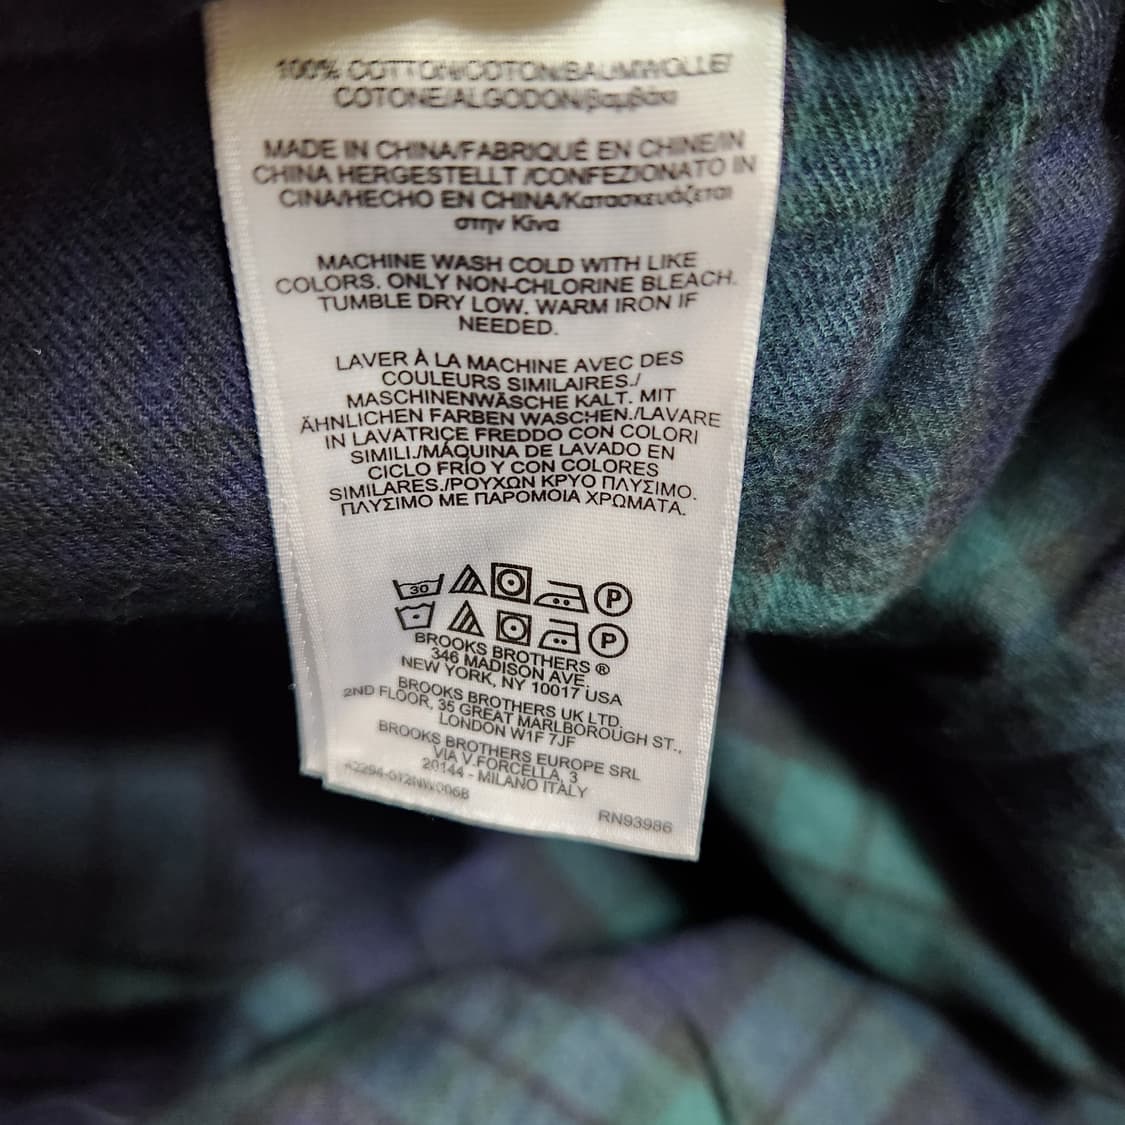 100% COTTON/COTON/BAUMWOLLE/
COTONE/ALGODON/βαμβάκι
MADE IN CHINA/FABRIQUÉ EN CHINE/IN
CHINA HERGESTELLT /CONFEZIONATO IN
CINA/HECHO EN CHINA/Κατασκευάζεται
στην Κίνα
MACHINE WASH COLD WITH LIKE
COLORS. ONLY NON-CHLORINE BLEACH.
TUMBLE DRY LOW. WARM IRON IF
NEEDED.
LAVER À LA MACHINE AVEC DES
COULEURS SIMILAIRES./
MASCHINENWÄSCHE KALT. MIT
ÄHNLICHEN FARBEN WASCHEN./LAVARE
IN LAVATRICE FREDDO CON COLORI
SIMILI./MÁQUINA DE LAVADO EN
CICLO FRÍO Y CON COLORES
SIMILARES./ΡΟΥΧΩΝ ΚΡΥΟ ΠΛΥΣΙΜΟ.
ΠΛΥΣΙΜΟ ΜΕ ΠΑΡΟΜΟΙΑ ΧΡΩΜΑΤΑ.
30 P
P
BROOKS BROTHERS ®
346 MADISON AVE.
NEW YORK, NY 10017 USA
BROOKS BROTHERS UK LTD.
2ND FLOOR, 35 GREAT MARLBOROUGH ST.,
LONDON W1F 7JF
BROOKS BROTHERS EUROPE SRL
VIA V.FORCELLA, 3
20144 - MILANO ITALY
RN93986